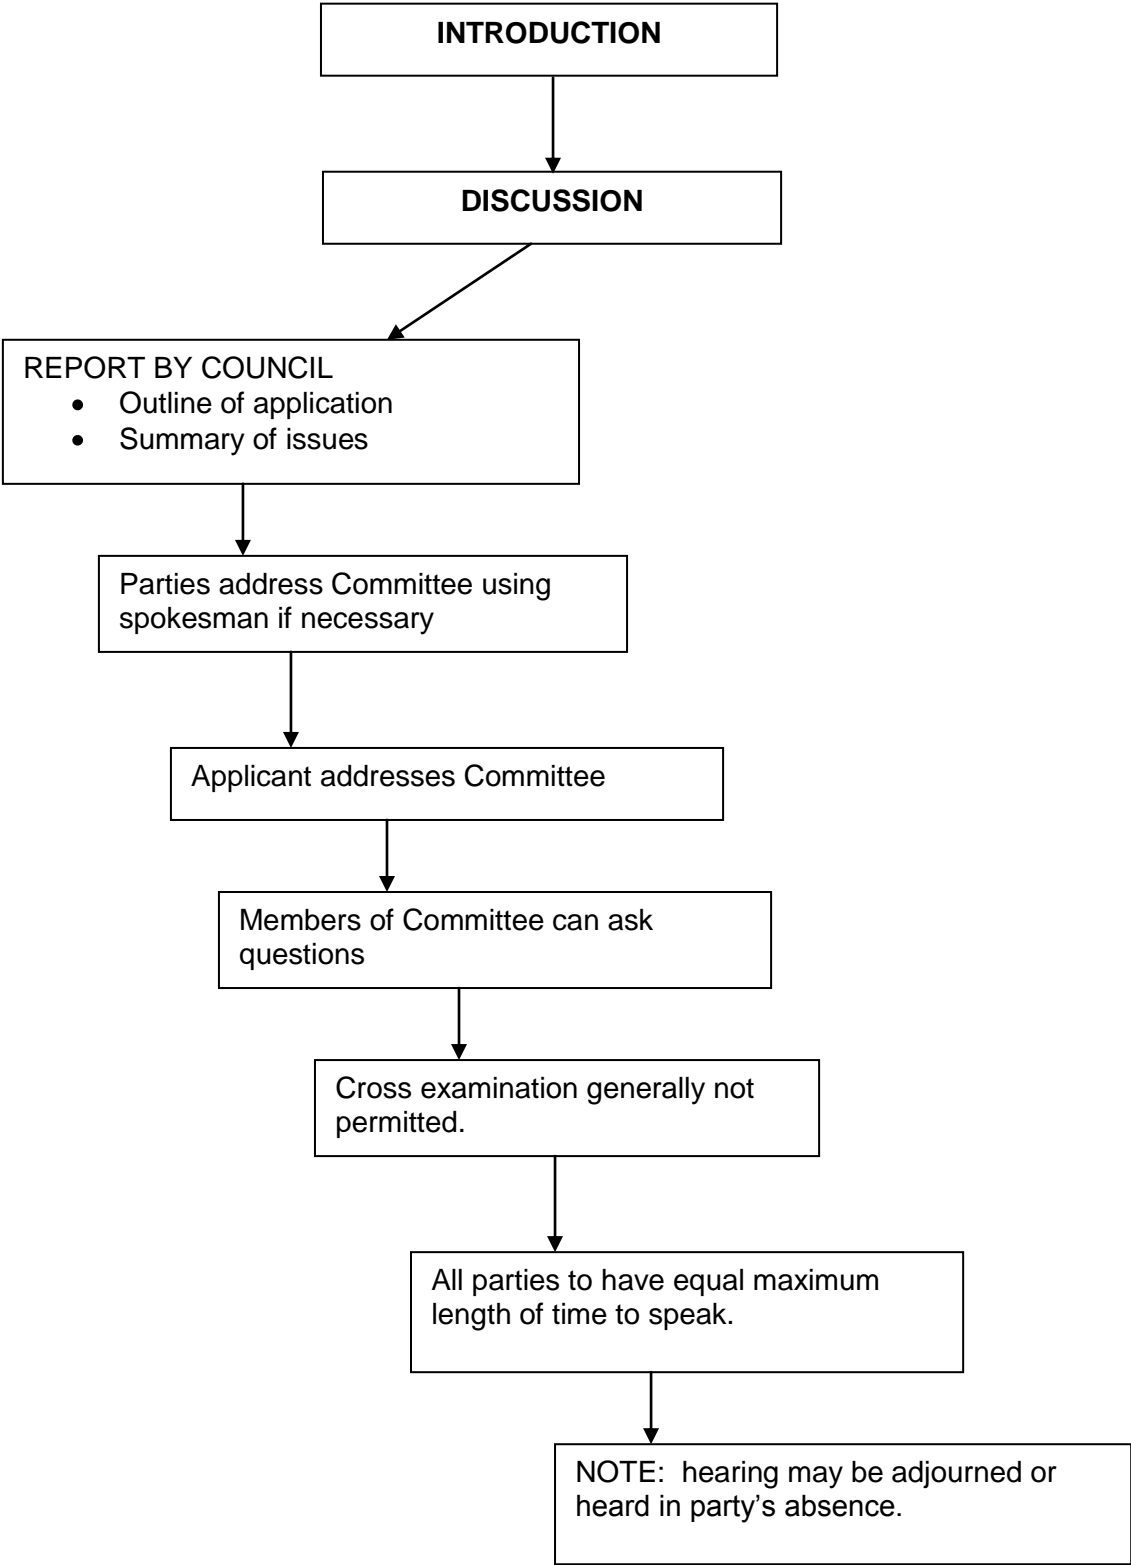 INTRODUCTION
DISCUSSION
REPORT BY COUNCIL
• Outline of application
• Summary of issues
Parties address Committee using
spokesman if necessary
Applicant addresses Committee
Members of Committee can ask
questions
Cross examination generally not
permitted.
All parties to have equal maximum
length of time to speak.
NOTE:  hearing may be adjourned or
heard in party’s absence.